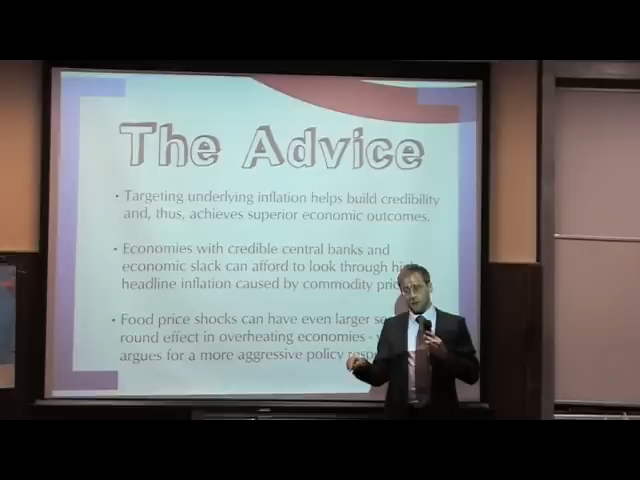 The Advice
• Targeting underlying inflation helps build credibility
and, thus, achieves superior economic outcomes.
• Economies with credible central banks and
economic slack can afford to look through
headline inflation caused by commodity
• Food price shocks can have even larger
round effect in overheating economies -
argues for a more aggressive policy